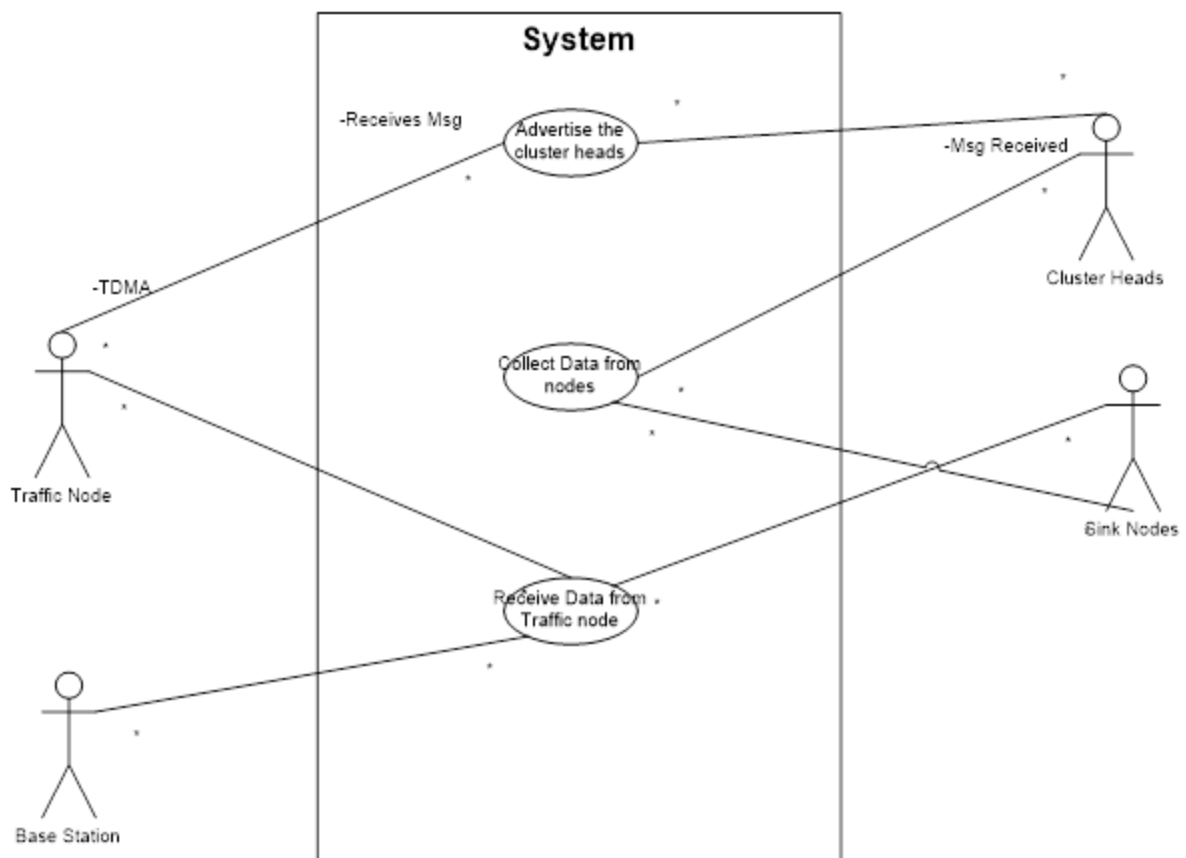 System
-Receives Msg
Advertise the
cluster heads
*
*
*
-Msg Received
*
Cluster Heads
-TDMA
*
*
Traffic Node
Collect Data from
nodes
*
*
*
Sink Nodes
Receive Data from
Traffic node
*
*
*
Base Station